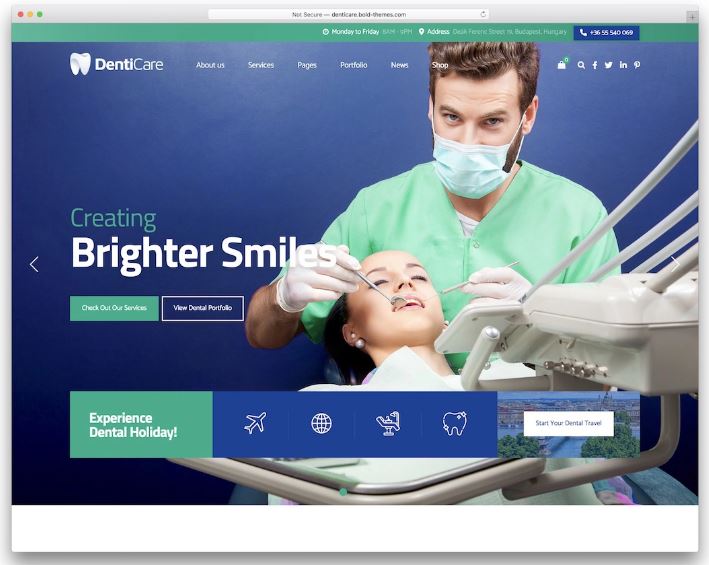 Not Secure — denticare.bold-themes.com
Monday to Friday 8AM - 9PM Address Deák Ferenc Street 19, Budapest, Hungary +36 55 540 069
DentiCare About us Services Pages Portfolio News Shop 0
Creating
Brighter Smiles
Check Out Our Services View Dental Portfolio
Experience
Dental Holiday!
Start Your Dental Travel